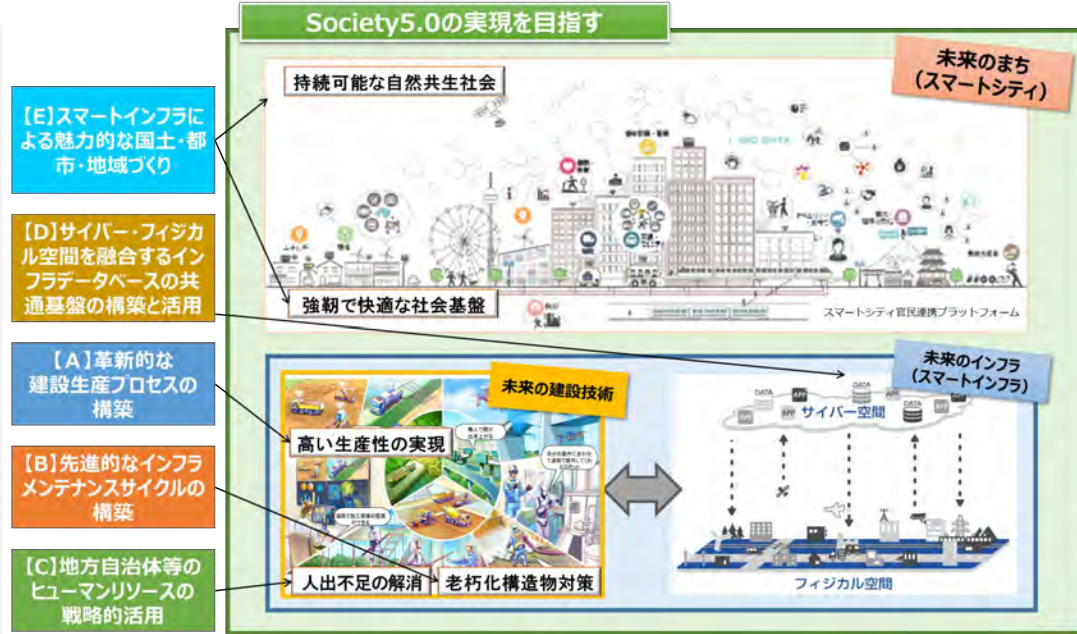 Society5.0の実現を目指す
未来のまち
(スマートシティ)
持続可能な自然共生社会
強靭で快適な社会基盤
スマートシティ官民連携プラットフォーム
【E】スマートインフラに
よる魅力的な国土・都
市・地域づくり
【D】サイバー・フィジカ
ル空間を融合するイン
フラデータベースの共
通基盤の構築と活用
【A】革新的な
建設生産プロセスの
構築
【B】先進的なインフラ
メンテナンスサイクルの
構築
【C】地方自治体等の
ヒューマンリソースの
戦略的活用
未来の建設技術
高い生産性の実現
人出不足の解消
老朽化構造物対策
未来のインフラ
(スマートインフラ)
DATA
DATA
DATA
APP
APP
APP
APP
サイバー空間
フィジカル空間